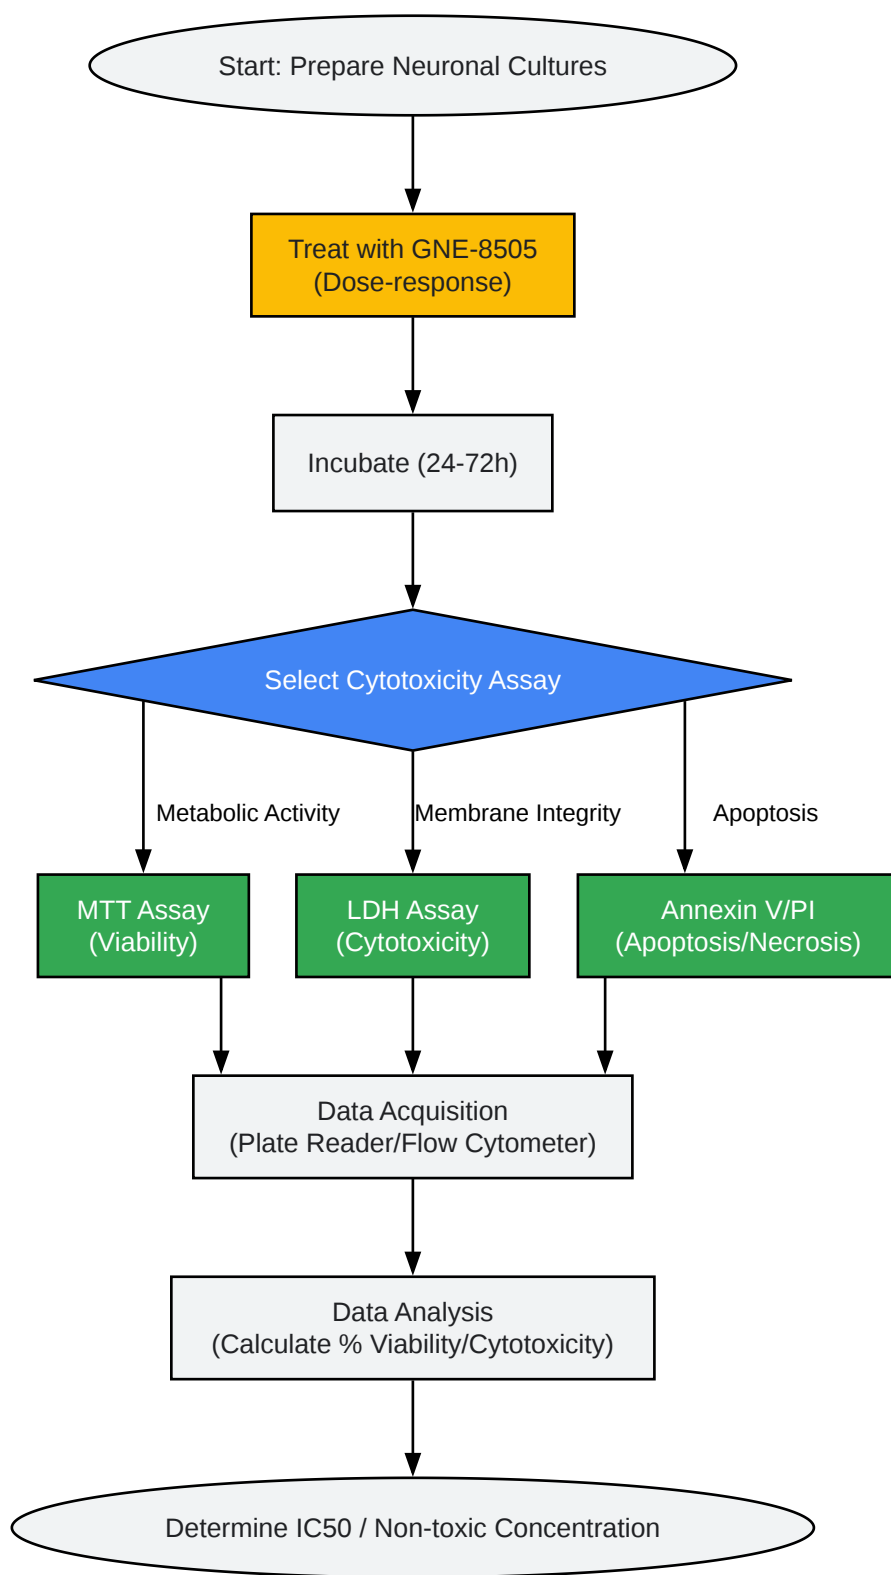 Start: Prepare Neuronal Cultures
Treat with GNE-8505
(Dose-response)
Incubate (24-72h)
Select Cytotoxicity Assay
Metabolic Activity
Membrane Integrity
Apoptosis
MTT Assay
(Viability)
LDH Assay
(Cytotoxicity)
Annexin V/PI
(Apoptosis/Necrosis)
Data Acquisition
(Plate Reader/Flow Cytometer)
Data Analysis
(Calculate % Viability/Cytotoxicity)
Determine IC50 / Non-toxic Concentration